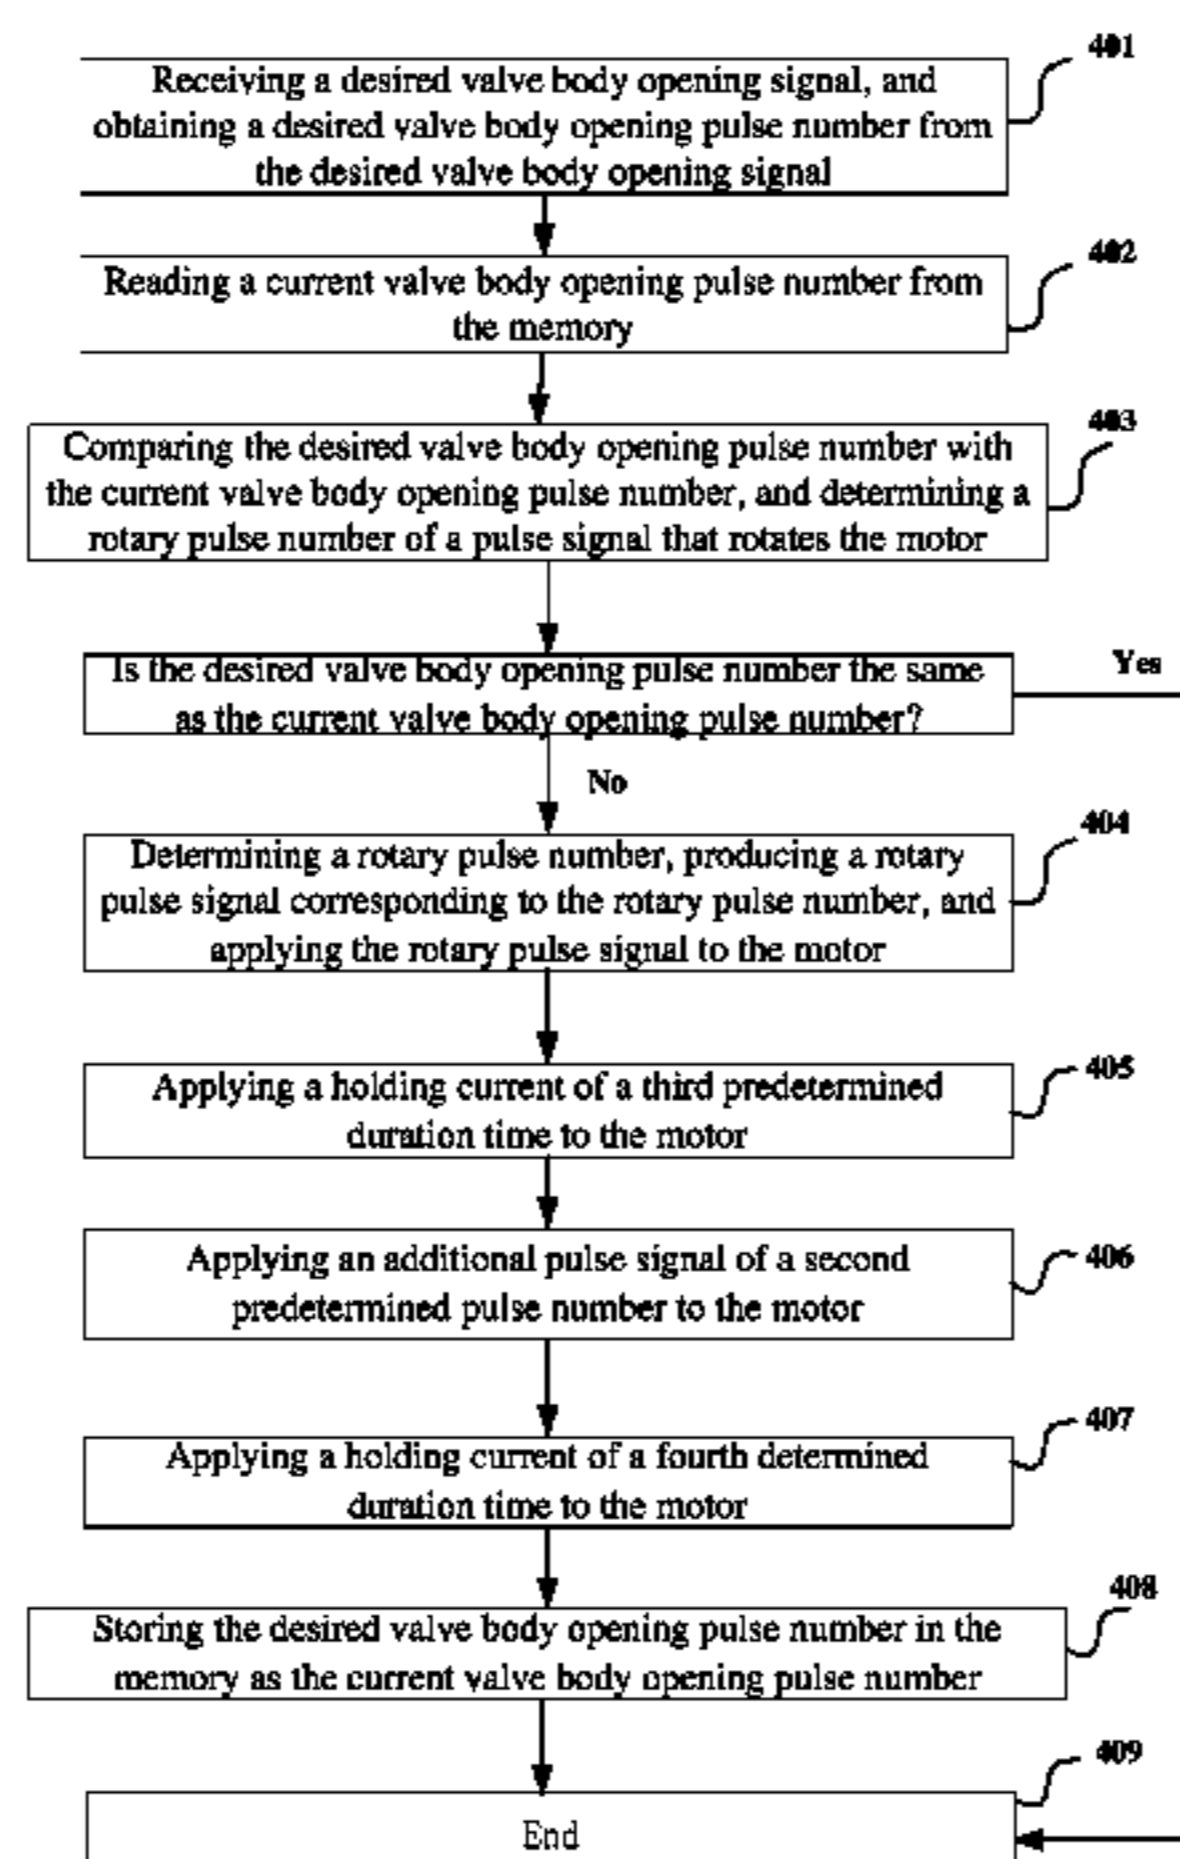 401
Receiving a desired valve body opening signal, and
obtaining a desired valve body opening pulse number from
the desired valve body opening signal
402
Reading a current valve body opening pulse number from
the memory
403
Comparing the desired valve body opening pulse number with
the current valve body opening pulse number, and determining a
rotary pulse number of a pulse signal that rotates the motor
Is the desired valve body opening pulse number the same
as the current valve body opening pulse number?
Yes
No
404
Determining a rotary pulse number, producing a rotary
pulse signal corresponding to the rotary pulse number, and
applying the rotary pulse signal to the motor
405
Applying a holding current of a third predetermined
duration time to the motor
406
Applying an additional pulse signal of a second
predetermined pulse number to the motor
407
Applying a holding current of a fourth determined
duration time to the motor
408
Storing the desired valve body opening pulse number in the
memory as the current valve body opening pulse number
409
End